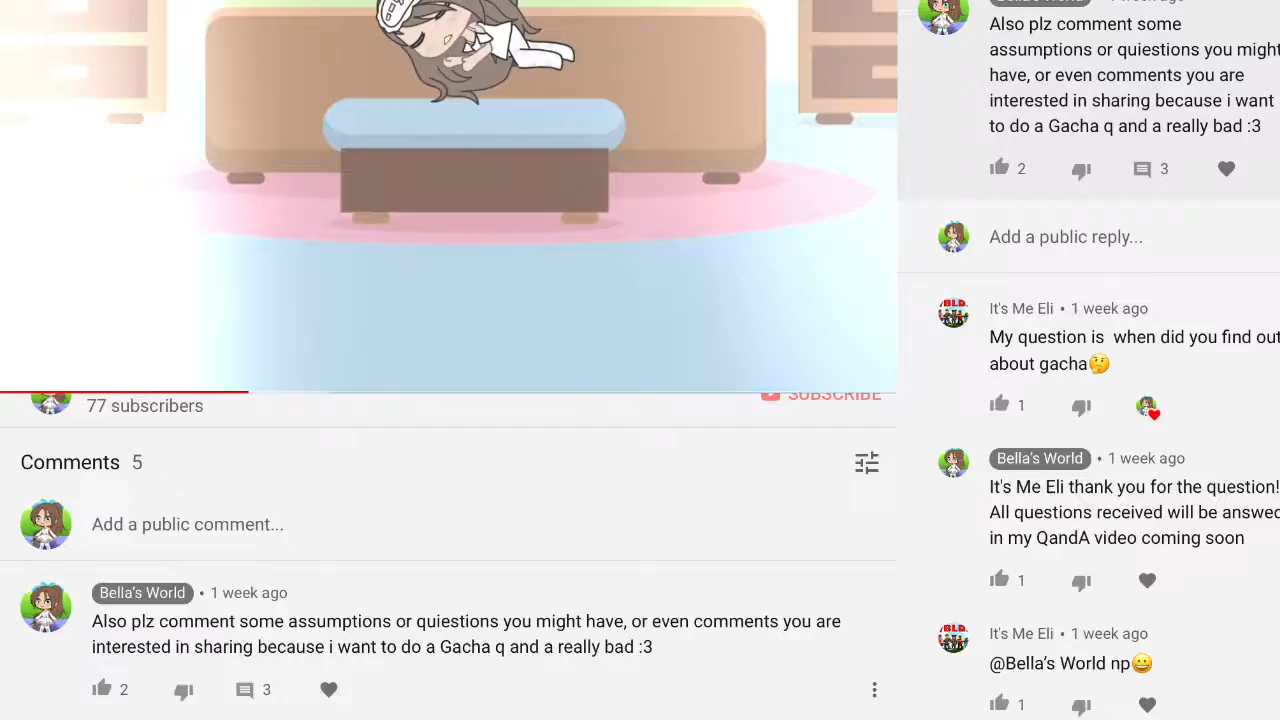 77 subscribers
SUBSCRIBE
Comments 5
Add a public comment...
Bella's World • 1 week ago
Also plz comment some assumptions or quiestions you might have, or even comments you are
interested in sharing because i want to do a Gacha q and a really bad :3
2
3
Also plz comment some
assumptions or quiestions you might
have, or even comments you are
interested in sharing because i want
to do a Gacha q and a really bad :3
2
3
Add a public reply...
It's Me Eli • 1 week ago
My question is when did you find out
about gacha🤔
1
Bella's World • 1 week ago
It's Me Eli thank you for the question!
All questions received will be answed
in my QandA video coming soon
1
It's Me Eli • 1 week ago
@Bella's World np😀
1